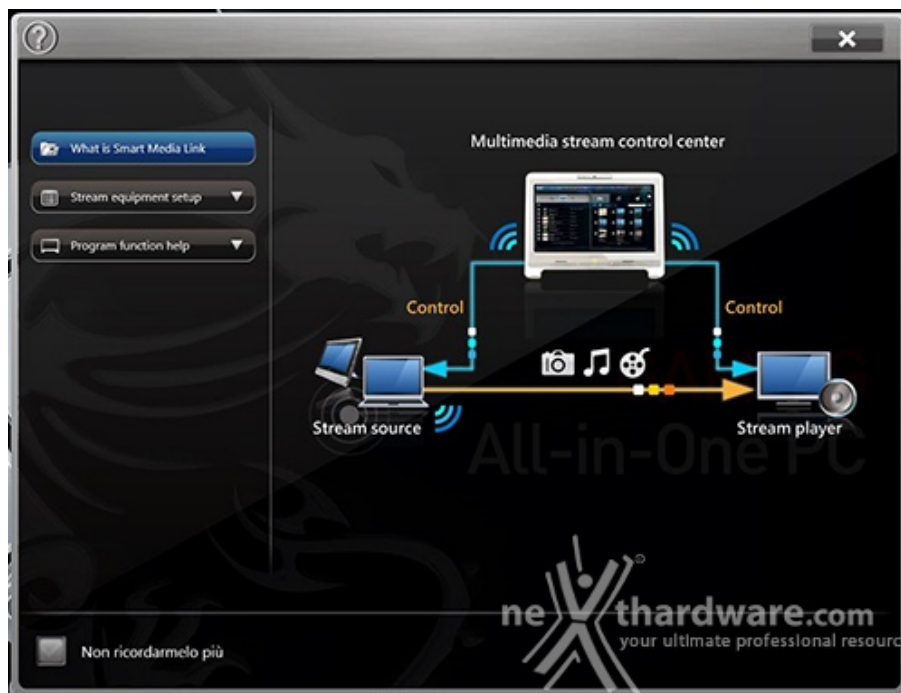 What is Smart Media Link
Stream equipment setup
Program function help
Multimedia stream control center
Control
Control
Stream source
Stream player
All-in-One PC
Non ricordarmelo più
nexthardware.com
your ultimate professional resourc